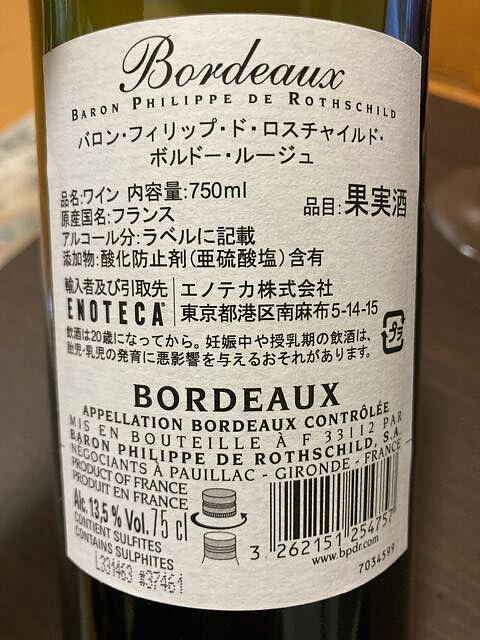 Bordeaux
BARON PHILIPPE DE ROTHSCHILD
バロン・フィリップ・ド・ロスチャイルド・
ボルドー・ルージュ
品名:ワイン 内容量:750ml
原産国名:フランス
品目:果実酒
アルコール分:ラベルに記載
添加物:酸化防止剤(亜硫酸塩)含有
輸入者及び引取先 エノテカ株式会社
ENOTECA 東京都港区南麻布5-14-15
飲酒は20歳になってから。妊娠中や授乳期の飲酒は、
胎児・乳児の発育に悪影響を与えるおそれがあります。
プラ
BORDEAUX
APPELLATION BORDEAUX CONTRÔLÉE
MIS EN BOUTEILLE À F 33112 PAR
BARON PHILIPPE DE ROTHSCHILD, S.A.
NÉGOCIANTS À PAUILLAC - GIRONDE - FRANCE
PRODUCT OF FRANCE
PRODUIT EN FRANCE
Alc. 13,5 % Vol. 75 cl
CONTIENT SULFITES
CONTAINS SULPHITES
L331463 #37461
3 262151 254757
www.bpdr.com
7034599